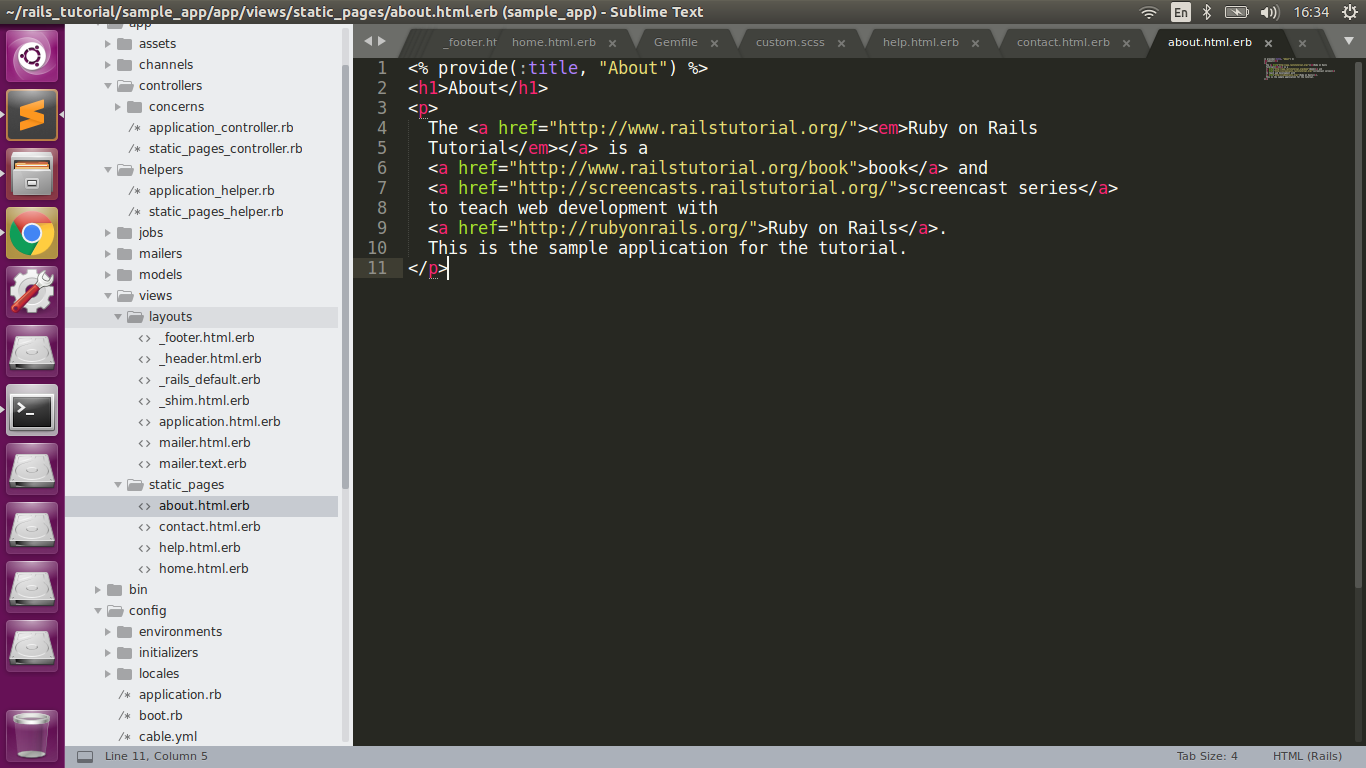 ~/rails_tutorial/sample_app/app/views/static_pages/about.html.erb (sample_app) - Sublime Text
En
16:34
app
assets
channels
controllers
concerns
/* application_controller.rb
/* static_pages_controller.rb
helpers
/* application_helper.rb
/* static_pages_helper.rb
jobs
mailers
models
views
layouts
<> _footer.html.erb
<> _header.html.erb
<> _rails_default.erb
<> _shim.html.erb
<> application.html.erb
<> mailer.html.erb
<> mailer.text.erb
static_pages
<> about.html.erb
<> contact.html.erb
<> help.html.erb
<> home.html.erb
bin
config
environments
initializers
locales
/* application.rb
/* boot.rb
/* cable.yml
_footer.ht home.html.erb × Gemfile × custom.scss × help.html.erb × contact.html.erb × about.html.erb × ×
1 <% provide(:title, "About") %>
2 <h1>About</h1>
3 <p>
4 The <a href="http://www.railstutorial.org/"><em>Ruby on Rails
5 Tutorial</em></a> is a
6 <a href="http://www.railstutorial.org/book">book</a> and
7 <a href="http://screencasts.railstutorial.org/">screencast series</a>
8 to teach web development with
9 <a href="http://rubyonrails.org/">Ruby on Rails</a>.
10 This is the sample application for the tutorial.
11 </p>
Line 11, Column 5
Tab Size: 4
HTML (Rails)